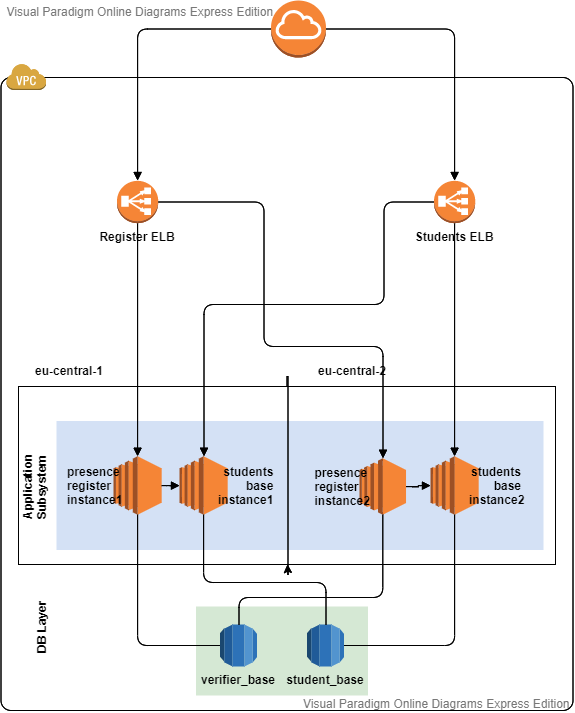 Visual Paradigm Online Diagrams Express Edition
VPC
Register ELB
Students ELB
eu-central-1
eu-central-2
Application
Subsystem
presence
register
instance1
students
base
instance1
presence
register
instance2
students
base
instance2
DB Layer
verifier_base
student_base
Visual Paradigm Online Diagrams Express Edition